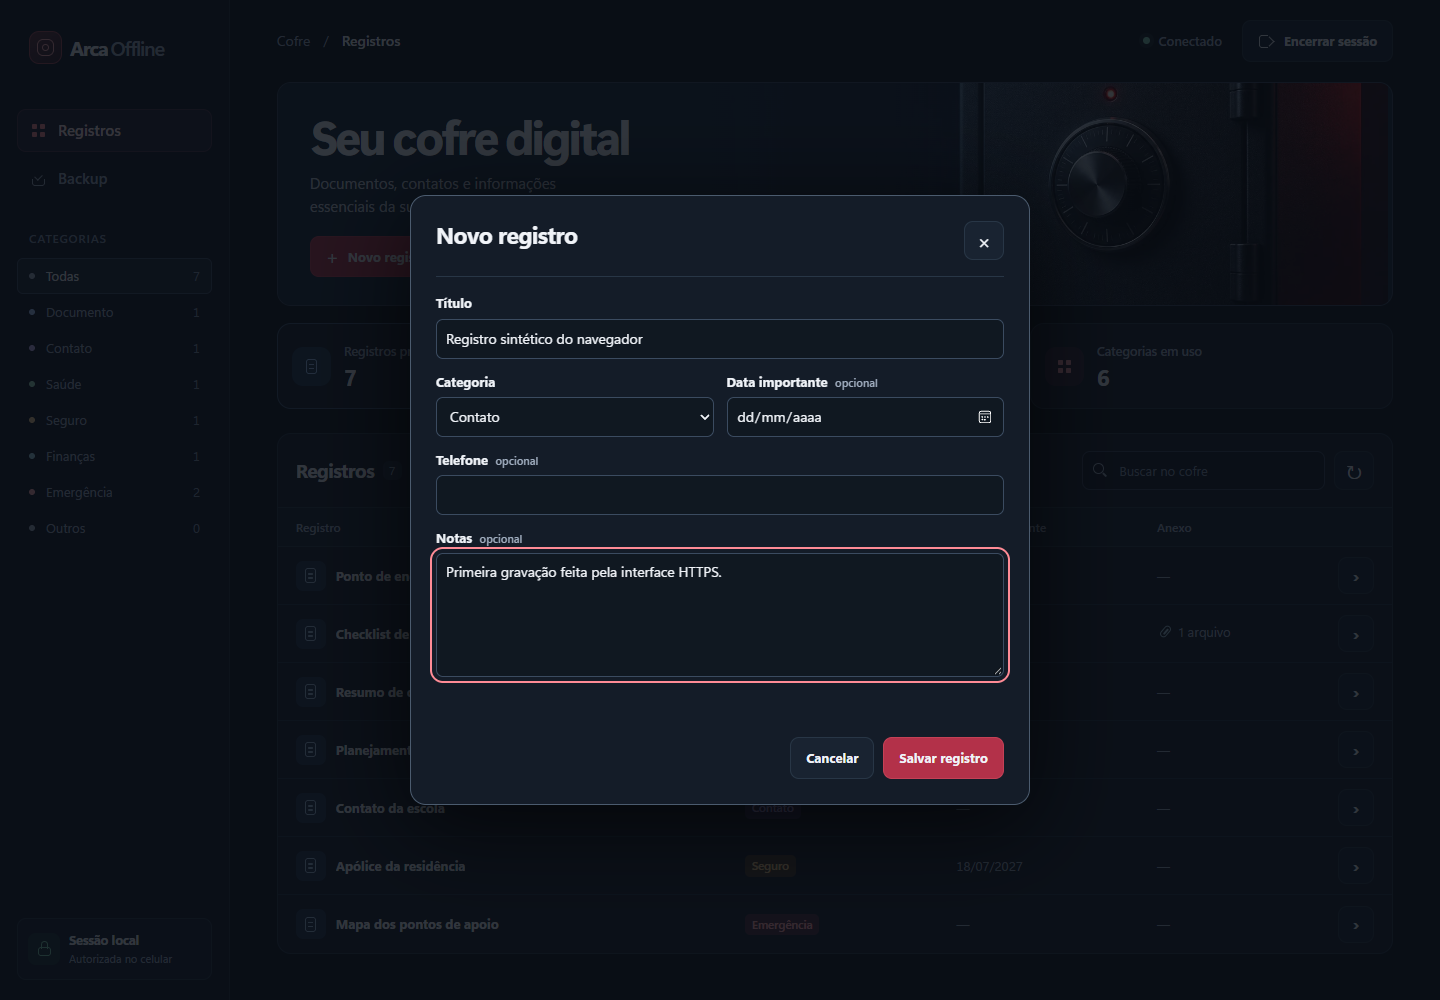 Arca Offline
Cofre / Registros
Conectado
Encerrar sessão
Registros
Backup
CATEGORIAS
Todas 7
Documento 1
Contato 1
Saúde 1
Seguro 1
Finanças 1
Emergência 2
Outros 0
Sessão local
Autorizada no celular
Seu cofre digital
Documentos, contatos e informações
essenciais da
+ Novo
Registros
7
Categorias em uso
6
Registros 7
Buscar no cofre
Registro
Anexo
Ponto de
—
Checklist de
1 arquivo
Resumo de
—
—
Contato da escola
Contato
—
—
Apólice da residência
Seguro
18/07/2027
—
Mapa dos pontos de apoio
Emergência
—
—
Novo registro
×
Título
Registro sintético do navegador
Categoria
Data importante opcional
Contato
dd/mm/aaaa
Telefone opcional
Notas opcional
Primeira gravação feita pela interface HTTPS.
Cancelar
Salvar registro